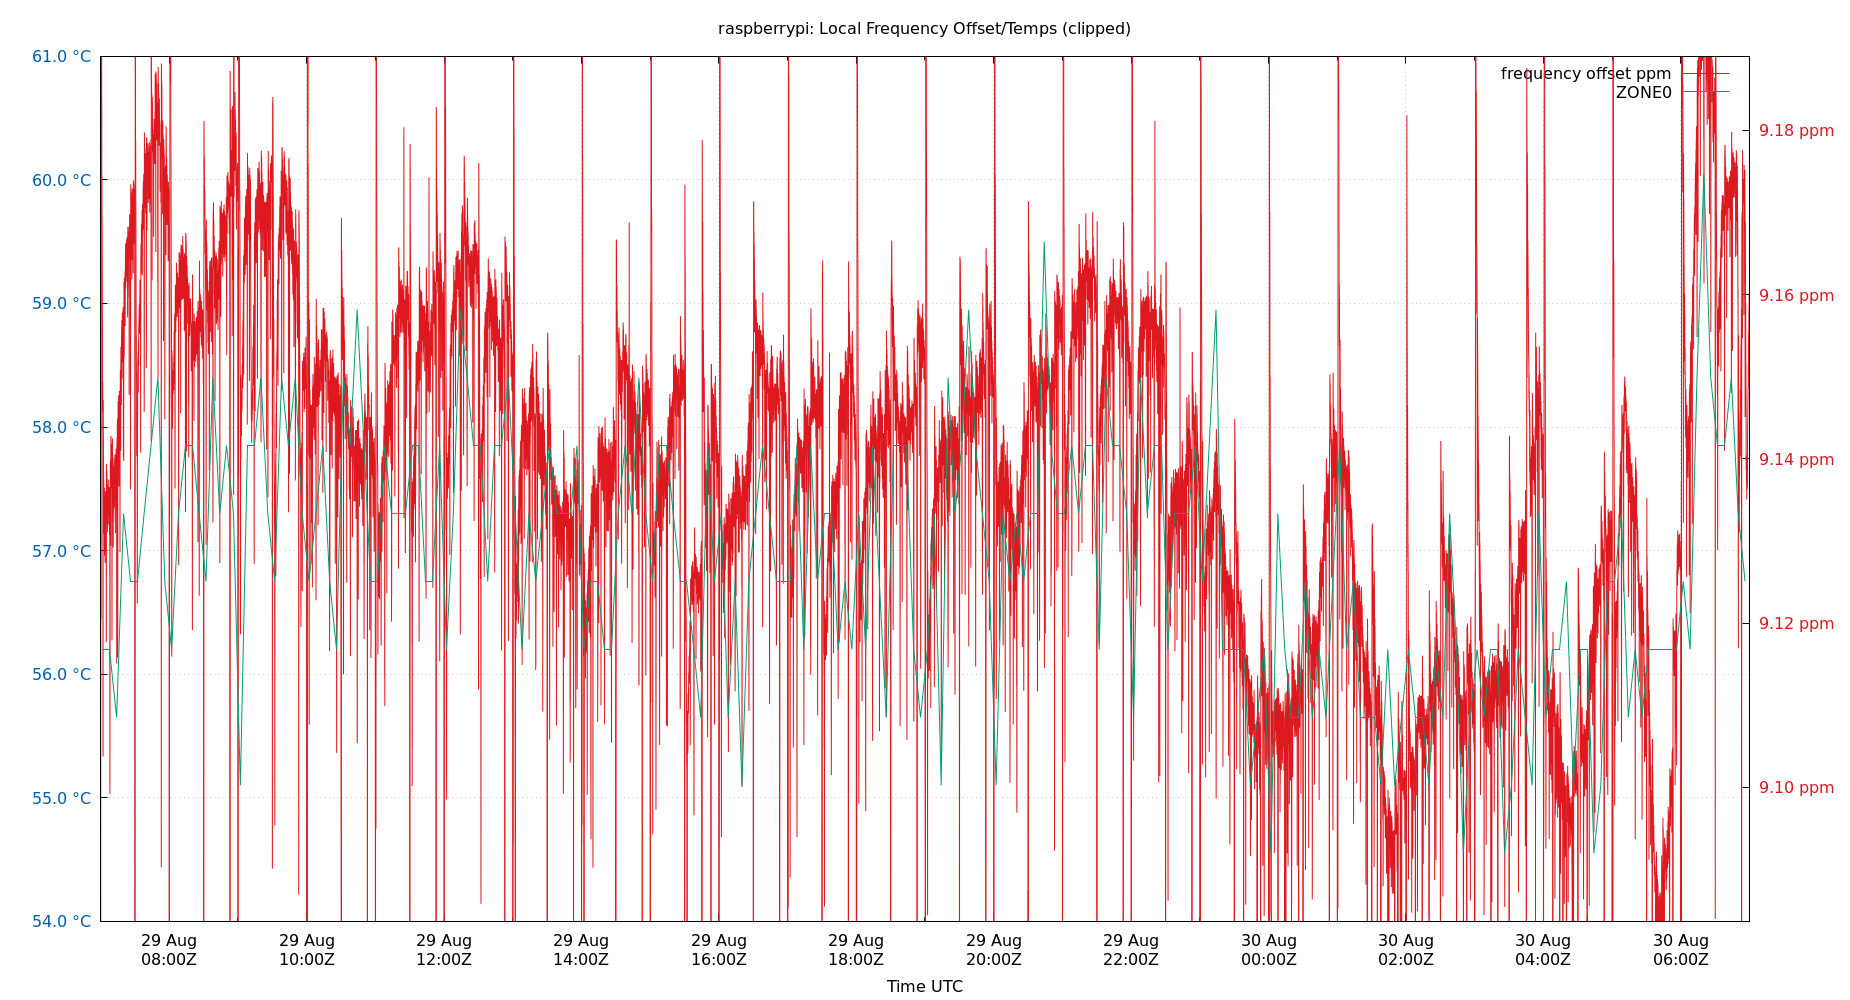 raspberrypi: Local Frequency Offset/Temps (clipped)
61.0 °C
60.0 °C
59.0 °C
58.0 °C
57.0 °C
56.0 °C
55.0 °C
54.0 °C
frequency offset ppm
ZONE0
9.18 ppm
9.16 ppm
9.14 ppm
9.12 ppm
9.10 ppm
29 Aug 29 Aug 29 Aug 29 Aug 29 Aug 29 Aug 29 Aug 29 Aug 30 Aug 30 Aug 30 Aug 30 Aug
08:00Z 10:00Z 12:00Z 14:00Z 16:00Z 18:00Z 20:00Z 22:00Z 00:00Z 02:00Z 04:00Z 06:00Z
Time UTC